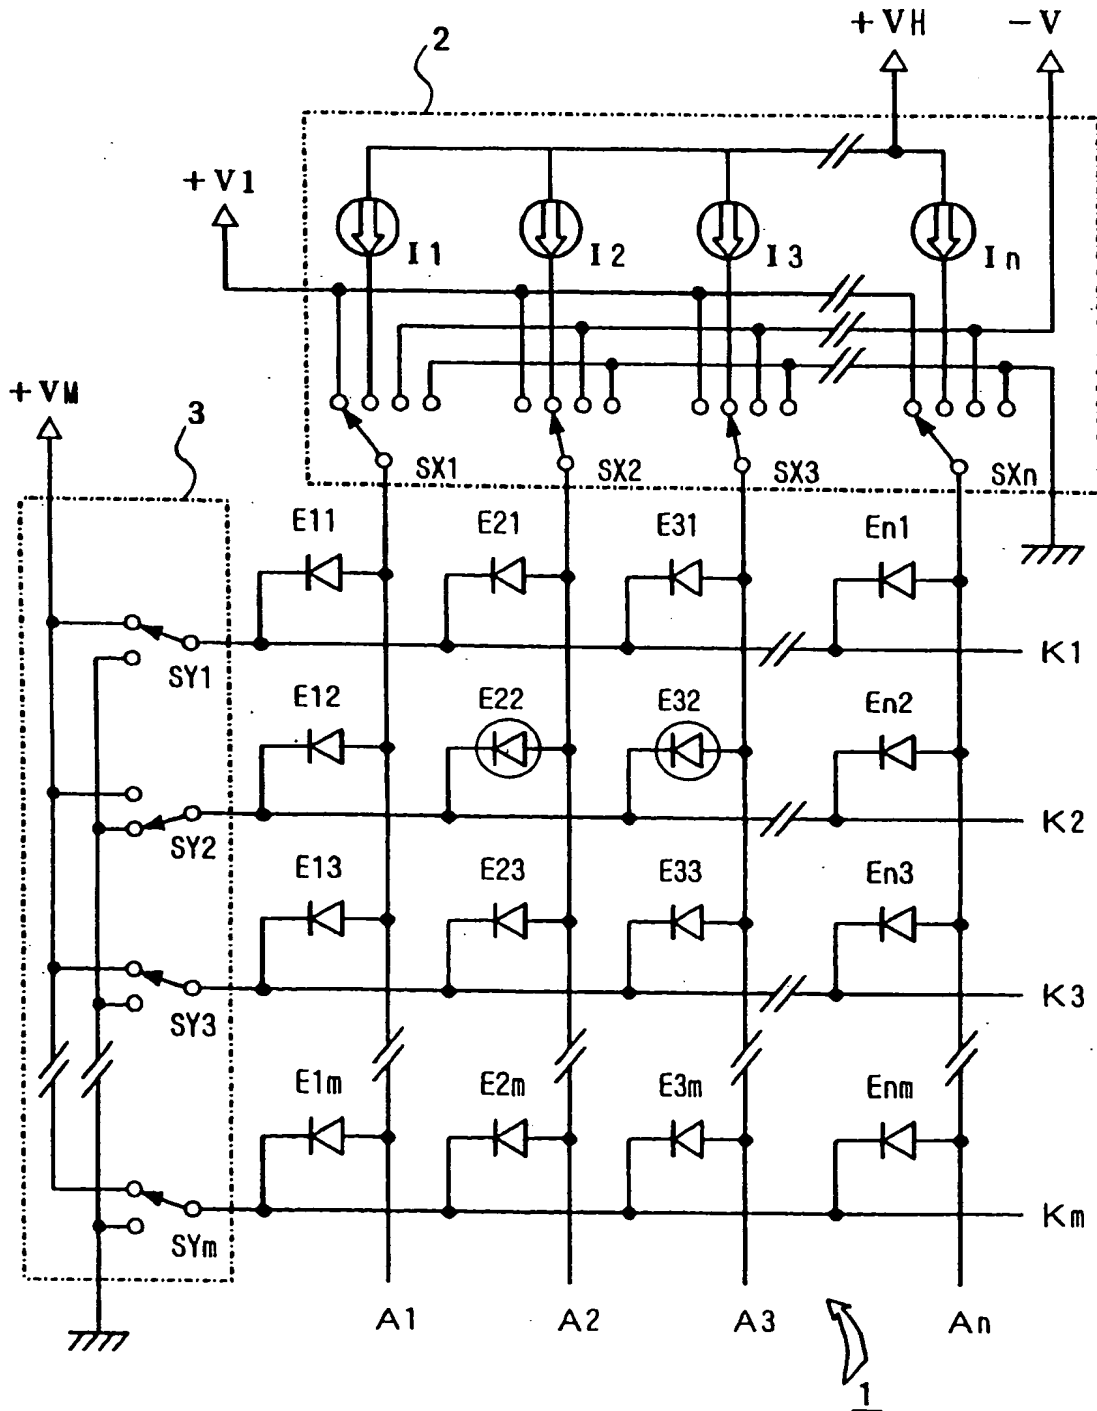 +VH -V
2
+V1
I1 I2 I3 In
+VM
3
SX1 SX2 SX3 SXn
E11 E21 E31 En1
SY1 K1
E12 E22 E32 En2
SY2 K2
E13 E23 E33 En3
SY3 K3
E1m E2m E3m Enm
SYm Km
A1 A2 A3 An
1